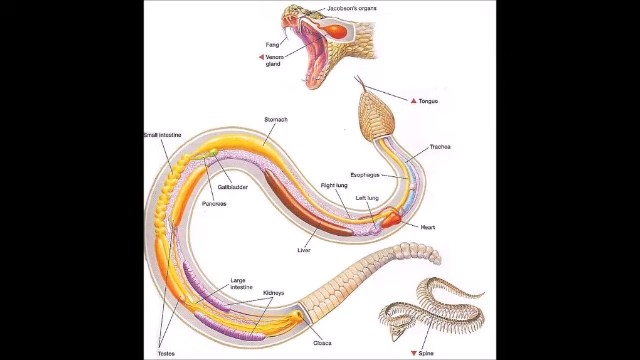 Jacobson's organs
Fang
Venom
gland
Tongue
Stomach
Small intestine
Trachea
Esophagus
Gallbladder
Right lung
Left lung
Pancreas
Heart
Liver
Large
intestine
Kidneys
Cloaca
Testes
Spine